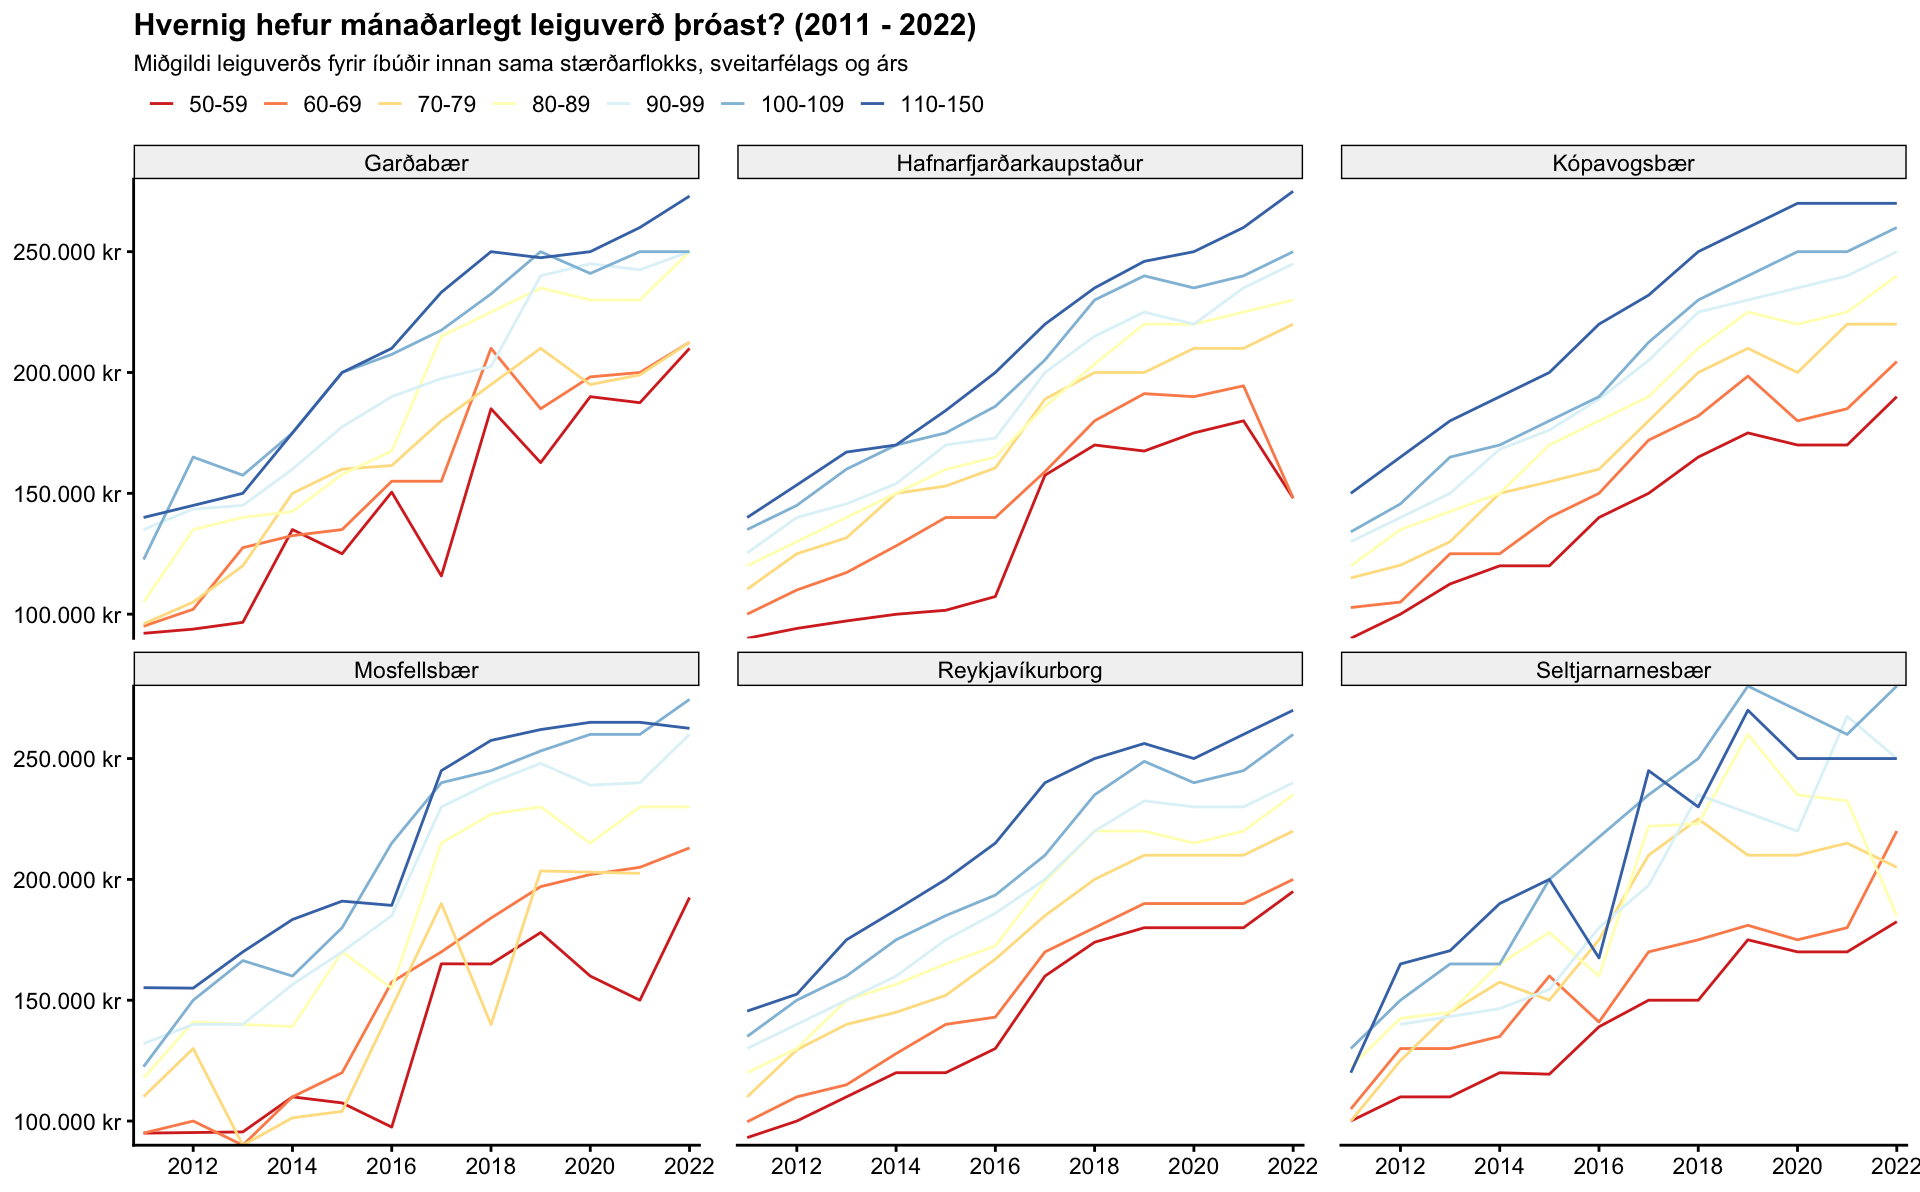 Hvernig hefur mánaðarlegt leiguverð þróast? (2011 - 2022)
Miðgildi leiguverðs fyrir íbúðir innan sama stærðarflokks, sveitarfélags og árs
50-59 60-69 70-79 80-89 90-99 100-109 110-150
Garðabær Hafnarfjarðarkaupstaður Kópavogsbær
250.000 kr
200.000 kr
150.000 kr
100.000 kr
Mosfellsbær Reykjavíkurborg Seltjarnarnesbær
250.000 kr
200.000 kr
150.000 kr
100.000 kr
2012 2014 2016 2018 2020 2022 2012 2014 2016 2018 2020 2022 2012 2014 2016 2018 2020 2022